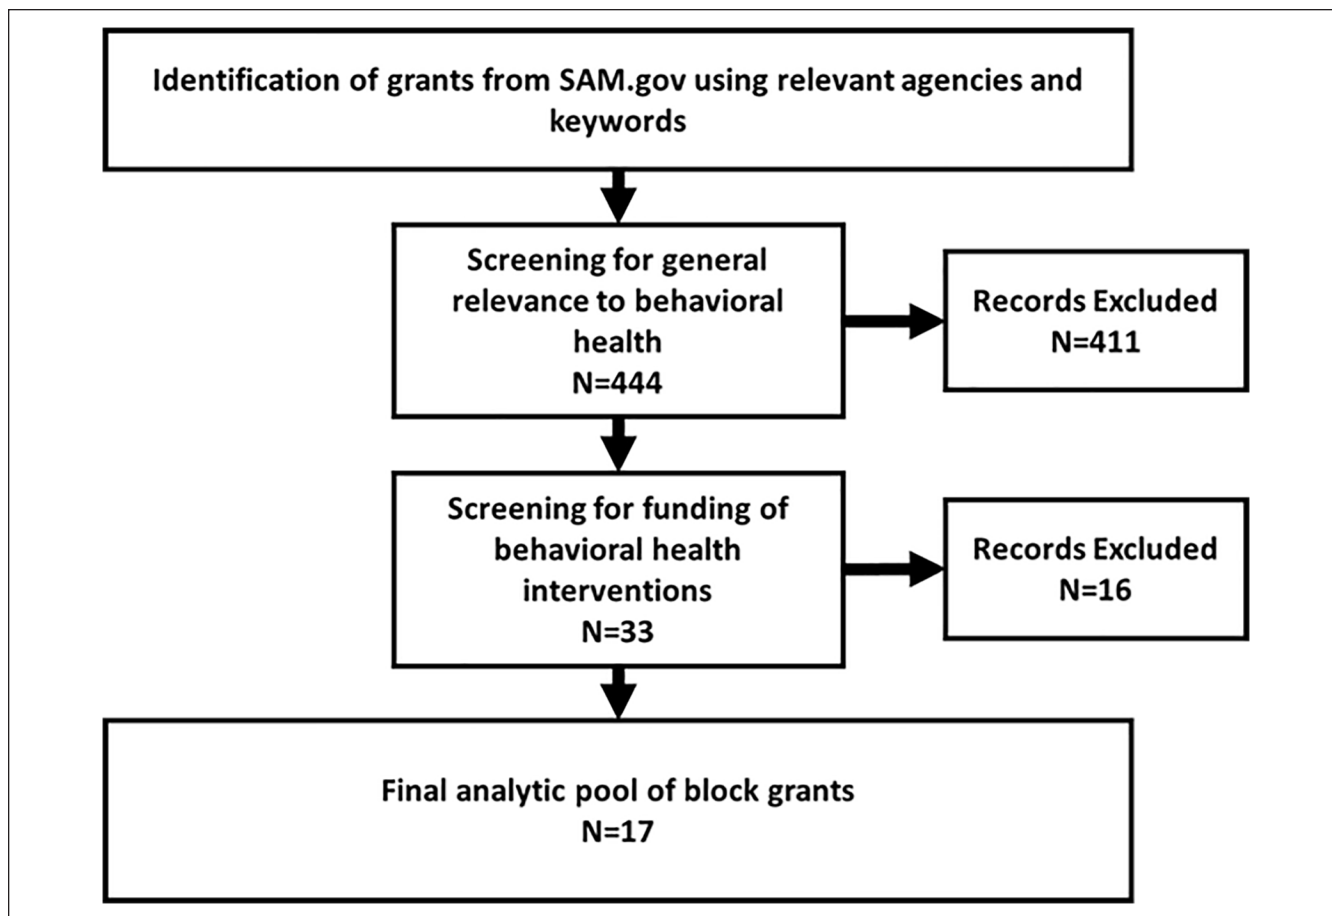 Identification of grants from SAM.gov using relevant agencies and
keywords
Screening for general
relevance to behavioral
health
N=444
Records Excluded
N=411
Screening for funding of
behavioral health
interventions
N=33
Records Excluded
N=16
Final analytic pool of block grants
N=17